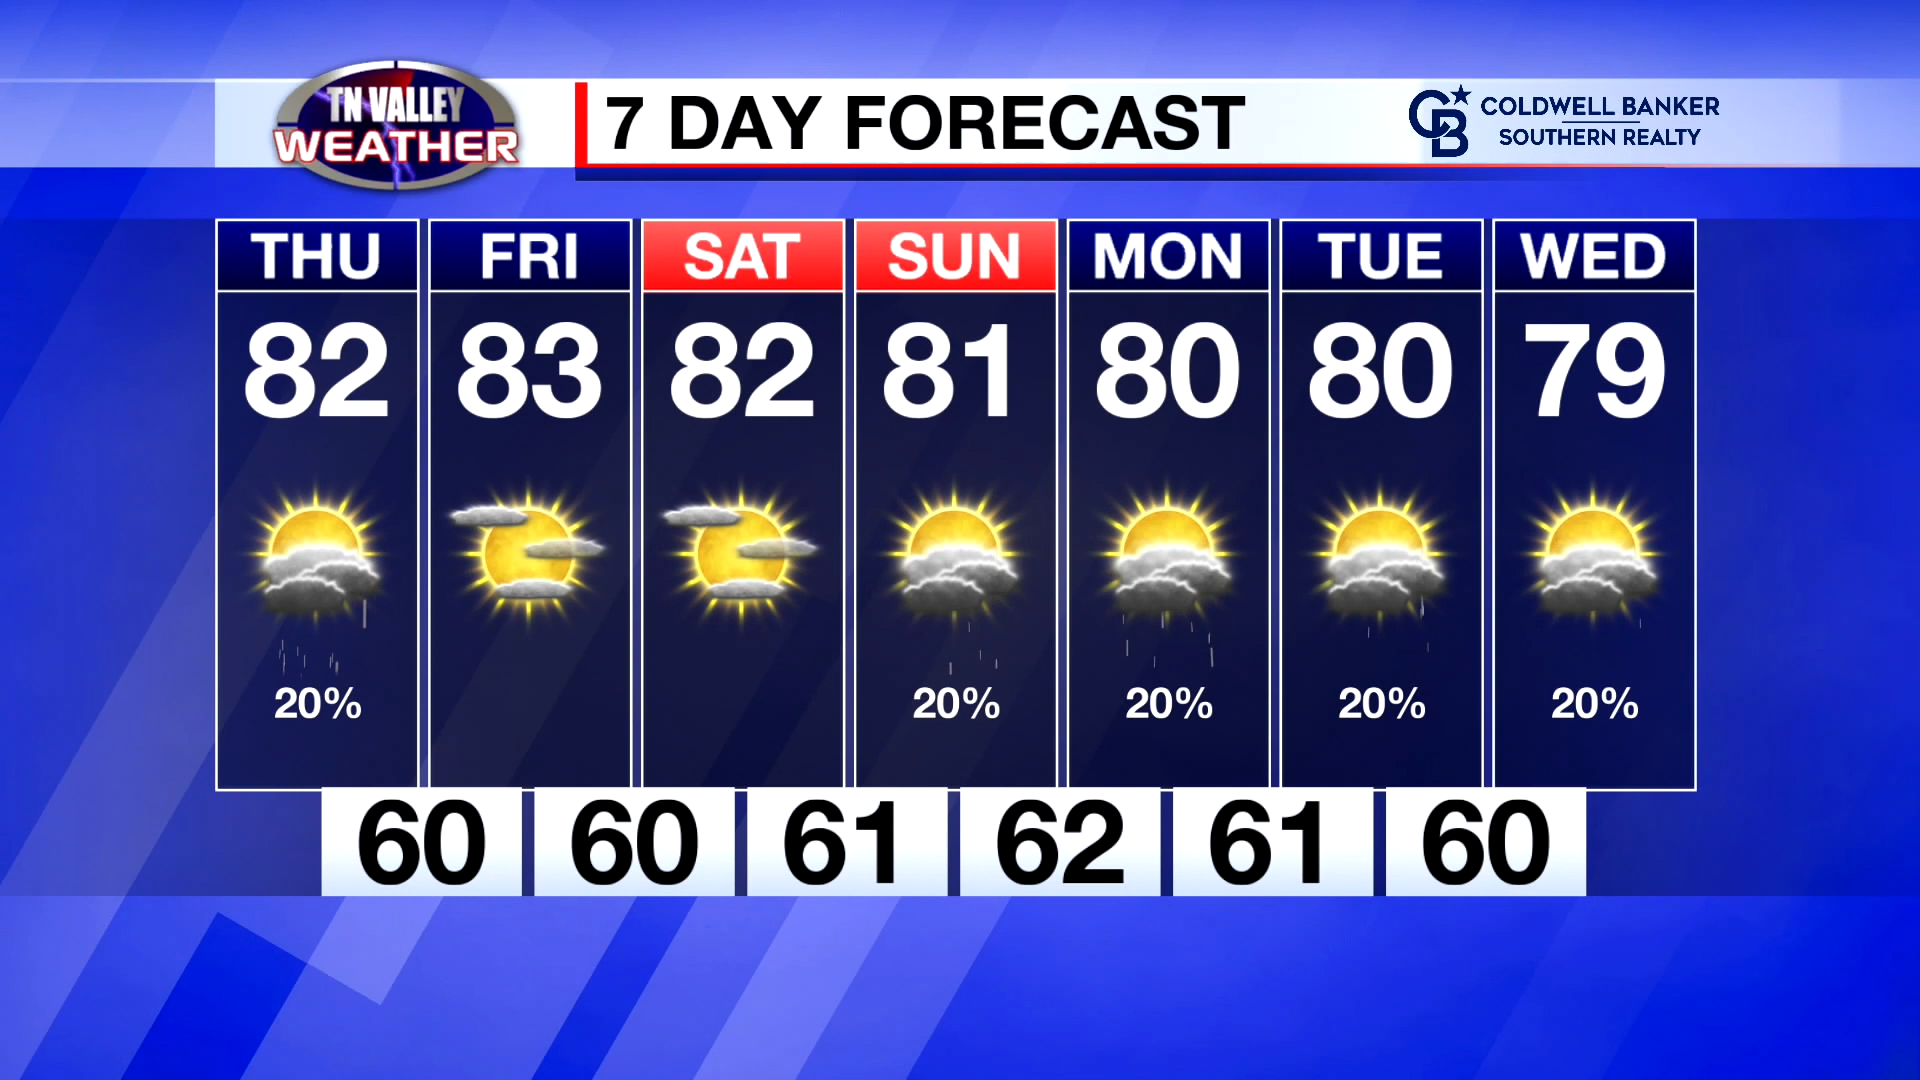 TN VALLEY
WEATHER
7 DAY FORECAST
CB
COLDWELL BANKER
SOUTHERN REALTY
THU FRI SAT SUN MON TUE WED
82 83 82 81 80 80 79
20% 20% 20% 20% 20%
60 60 61 62 61 60